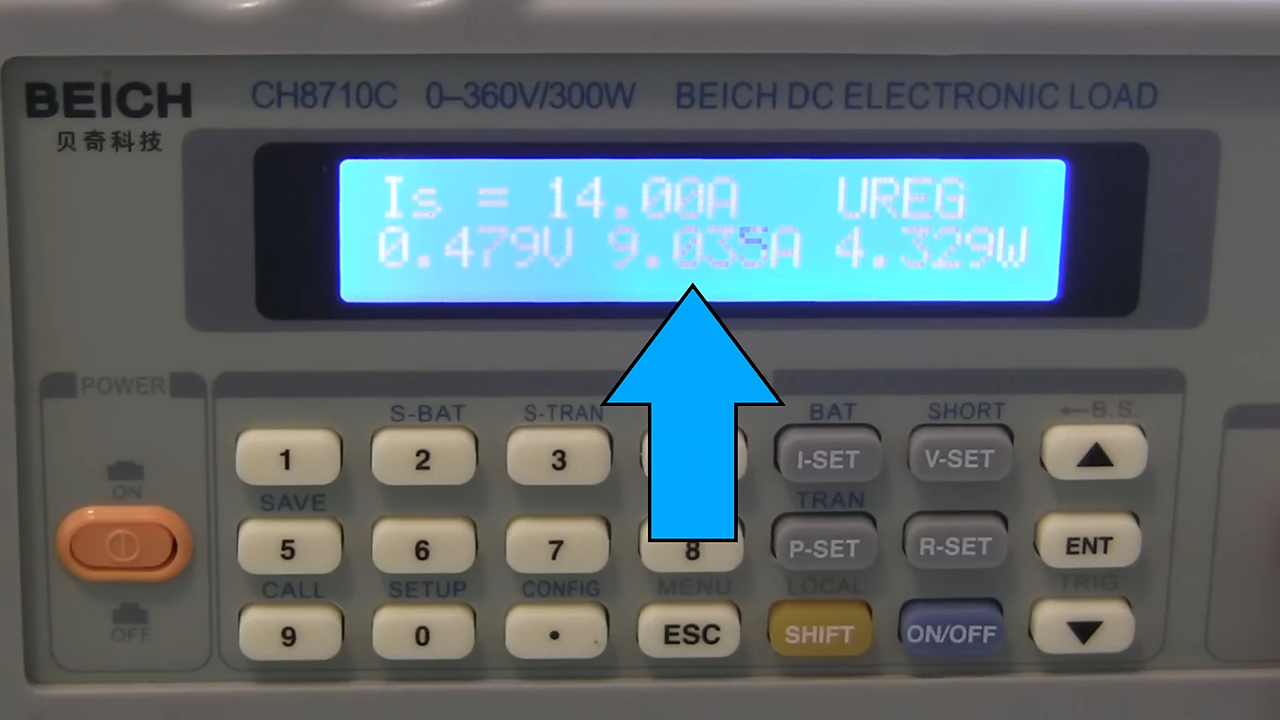 BEICH
贝奇科技
CH8710C 0–360V/300W BEICH DC ELECTRONIC LOAD
Is = 14.00A UREG
0.479V 9.035A 4.329W
POWER
ON
OFF
S-BAT S-TRAN BAT SHORT ←B.S.
1 2 3 I-SET V-SET ▲
SAVE TRAN
5 6 7 8 P-SET R-SET ENT
CALL SETUP CONFIG MENU LOCAL TRIG
9 0 • ESC SHIFT ON/OFF ▼